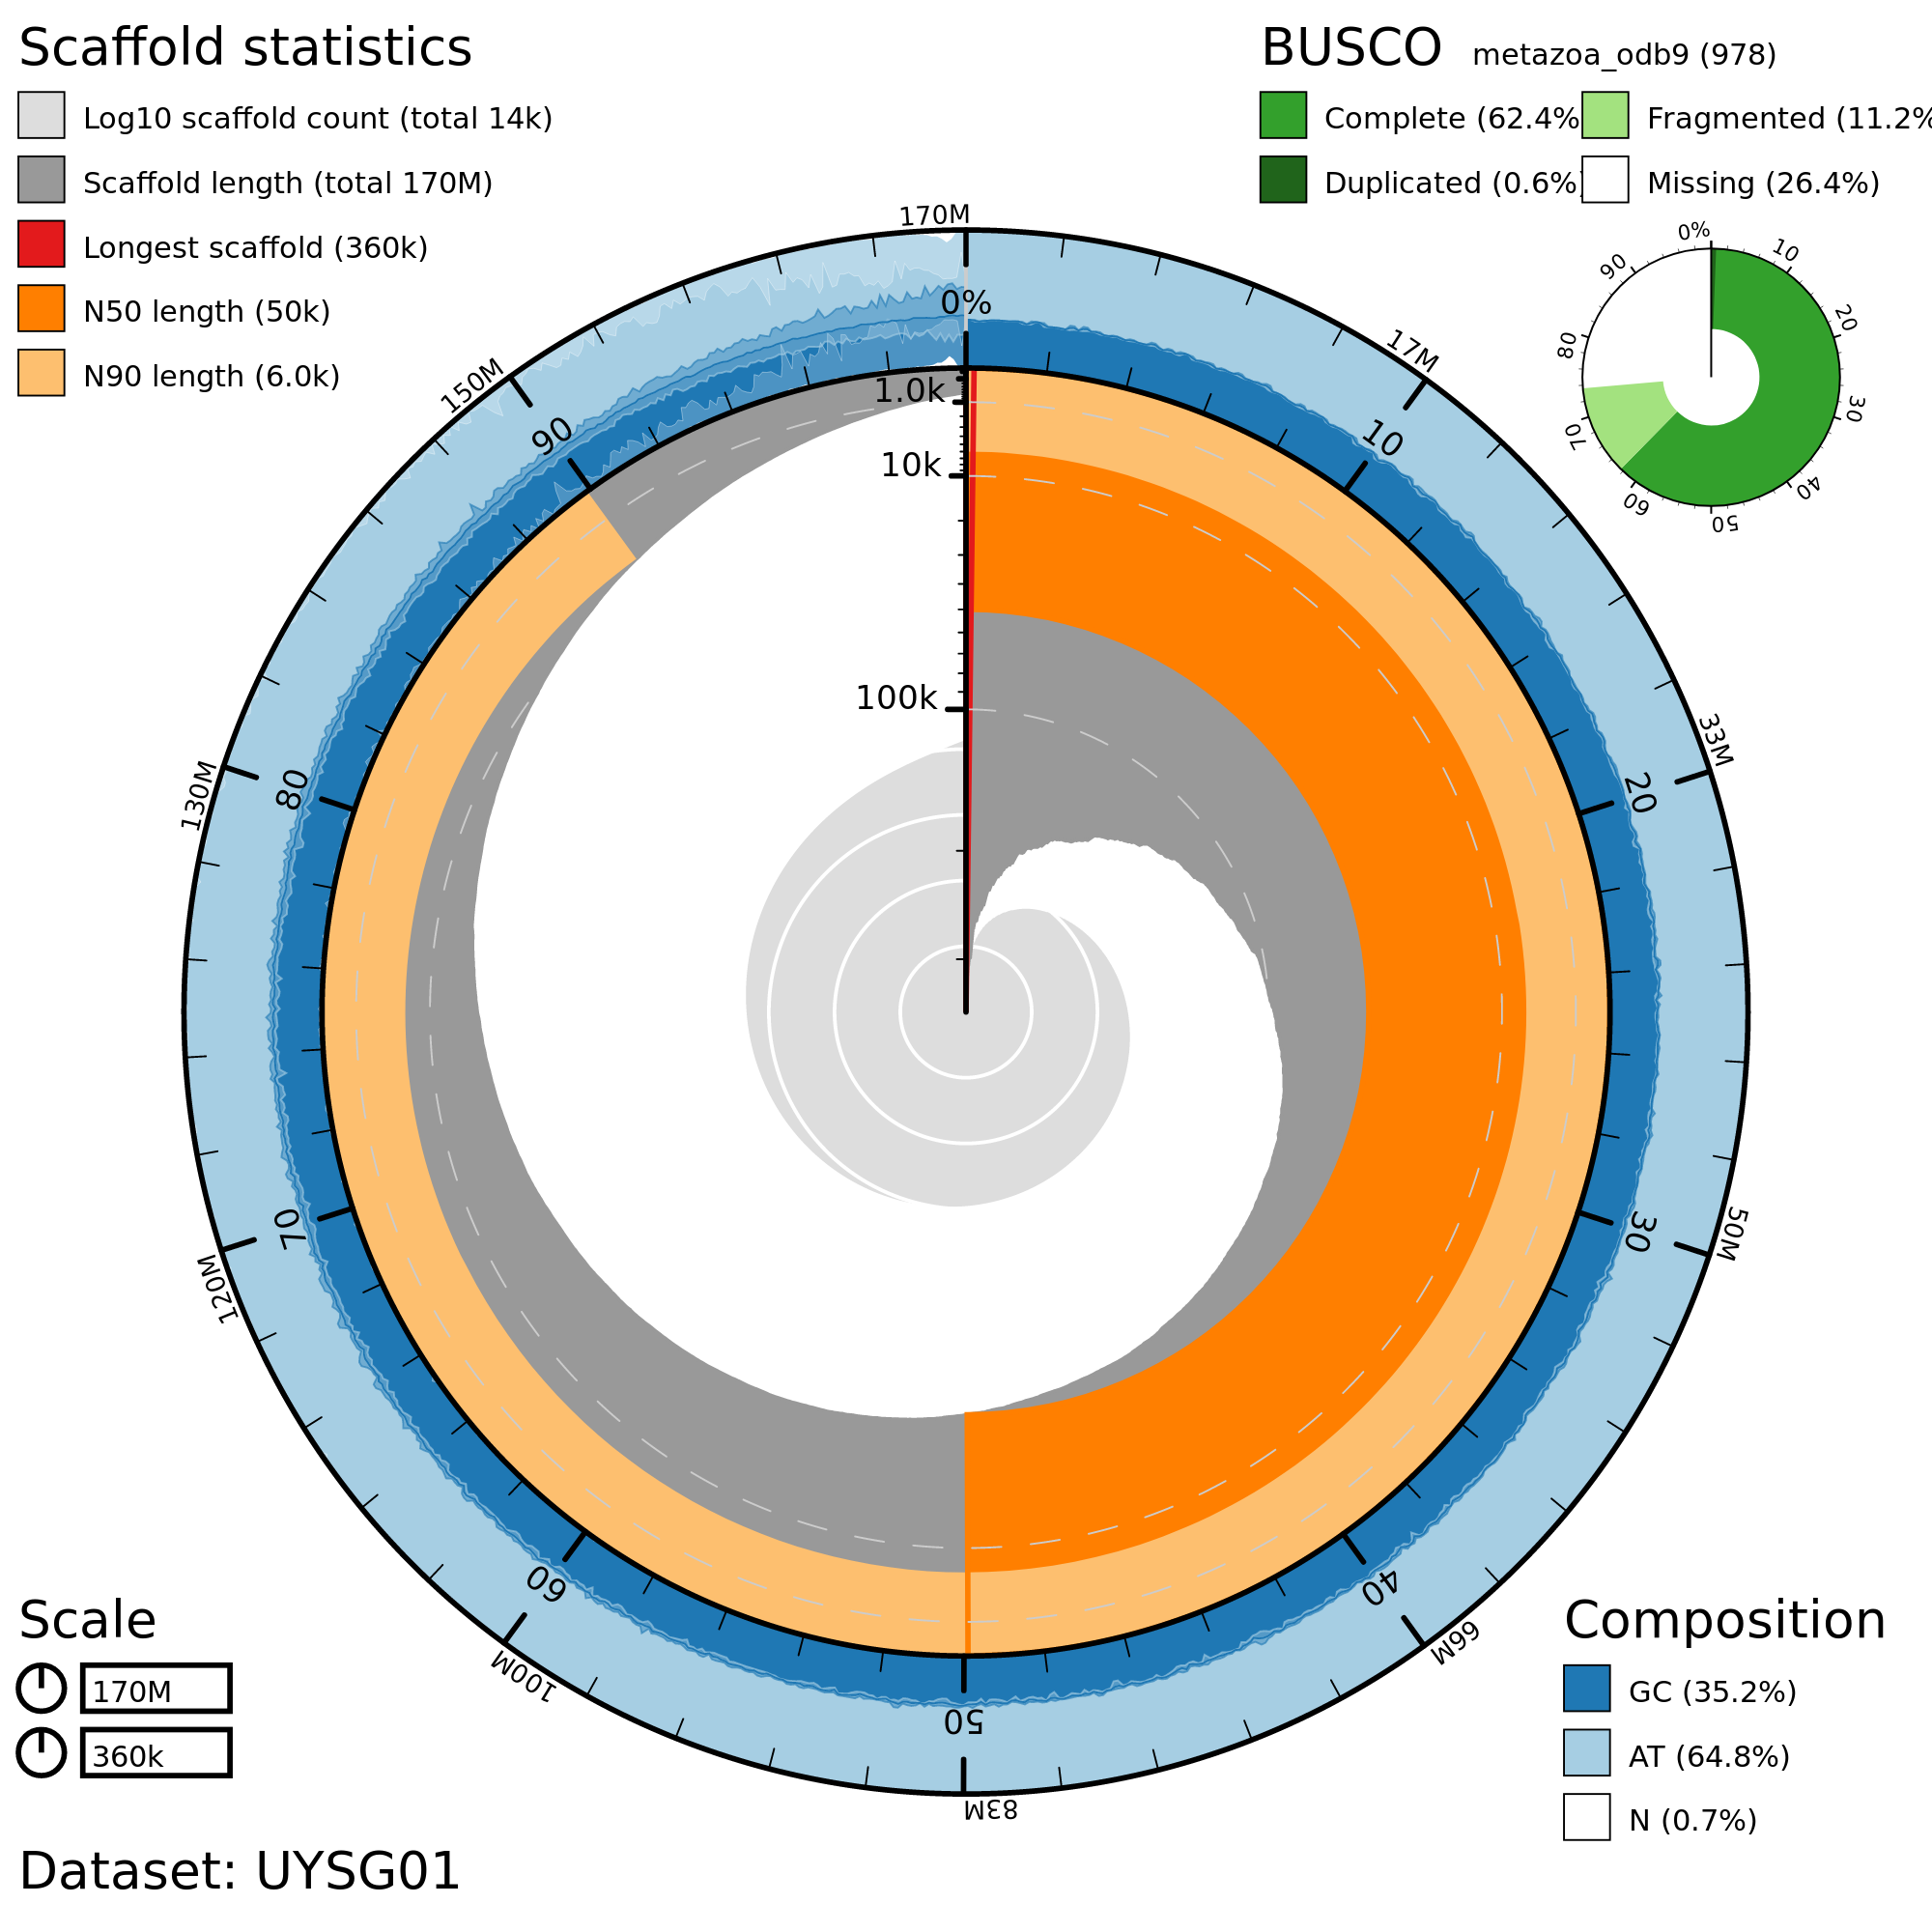 Scaffold statistics
Log10 scaffold count (total 14k)
Scaffold length (total 170M)
Longest scaffold (360k)
N50 length (50k)
N90 length (6.0k)
BUSCO metazoa_odb9 (978)
Complete (62.4%
Fragmented (11.2%
Duplicated (0.6%)
Missing (26.4%)
0%
10
20
30
40
50
60
70
80
90
170M
17M
33M
50M
66M
83M
100M
120M
130M
150M
0%
10
20
30
40
50
60
70
80
90
1.0k
10k
100k
Scale
170M
360k
Composition
GC (35.2%)
AT (64.8%)
N (0.7%)
Dataset: UYSG01